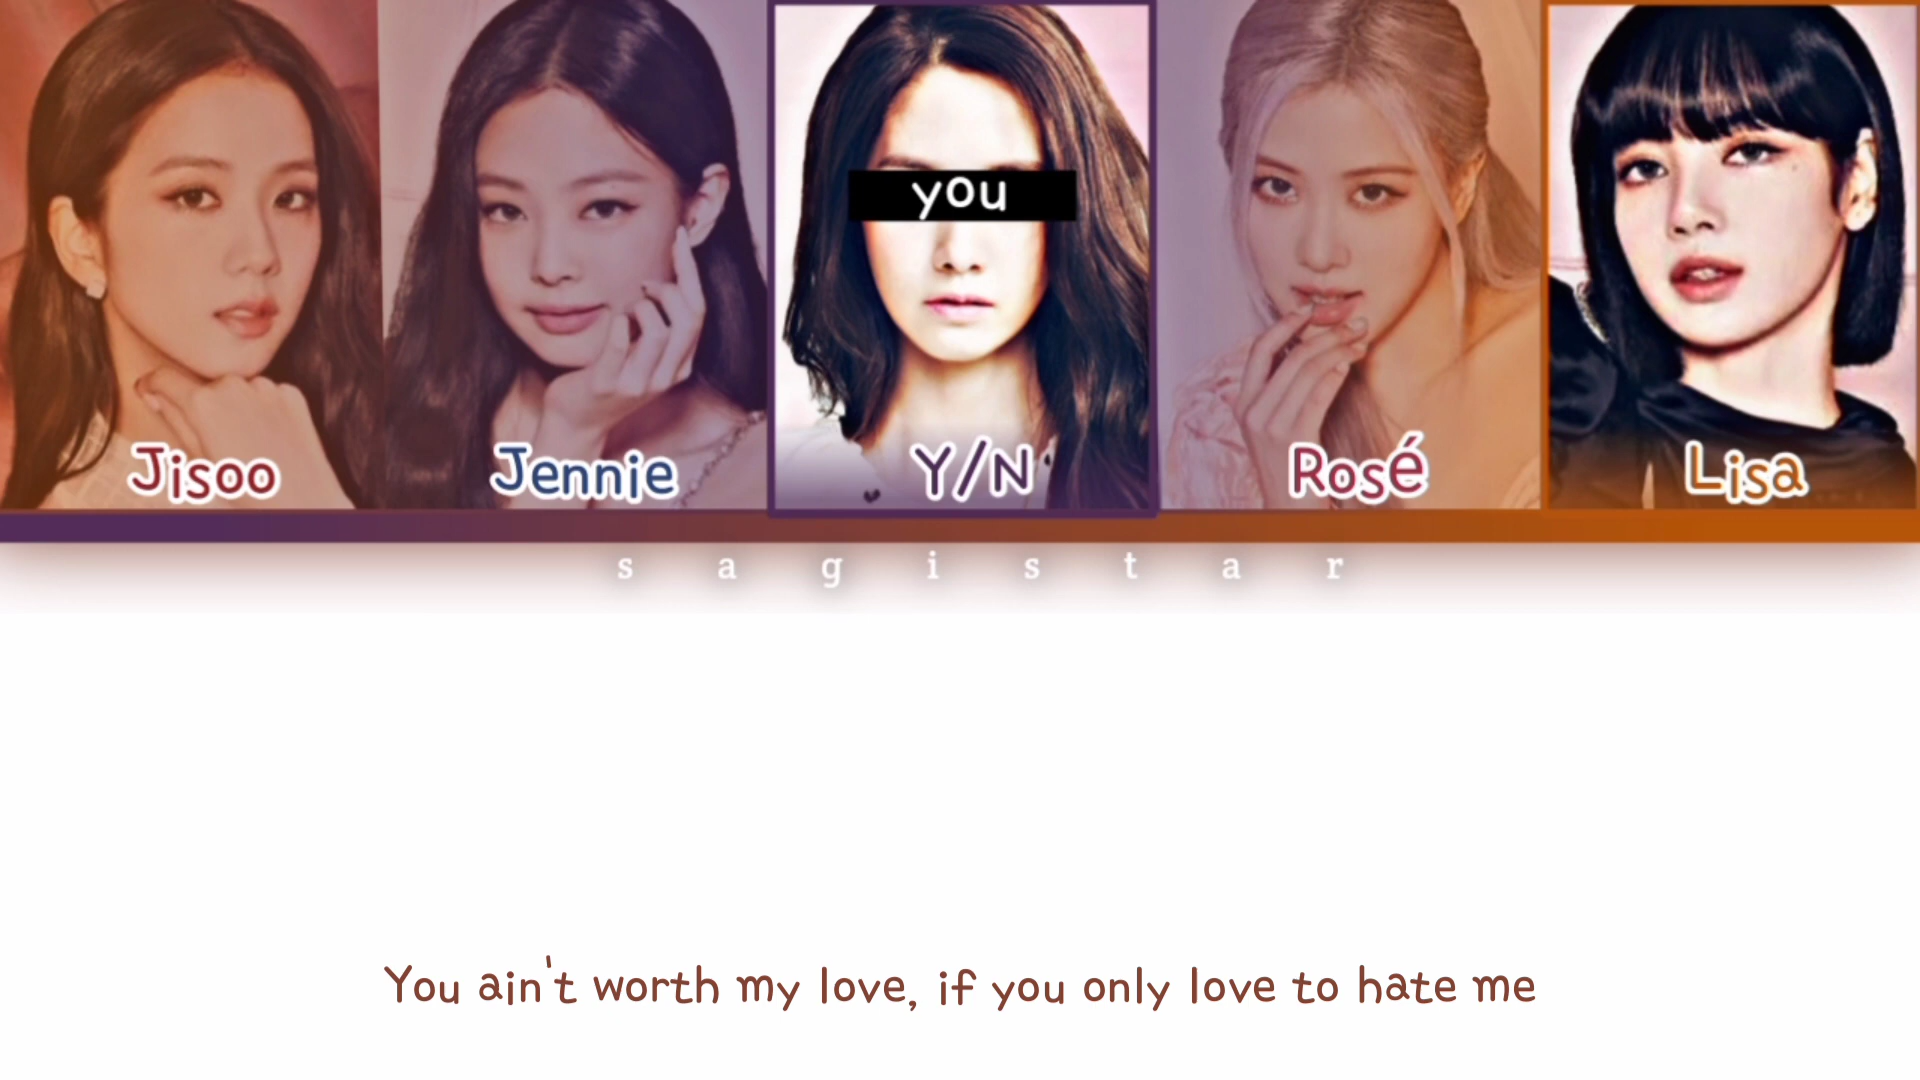 you
Jisoo
Jennie
Y/N
Rosé
Lisa
s a g i s t a r
You ain't worth my love, if you only love to hate me